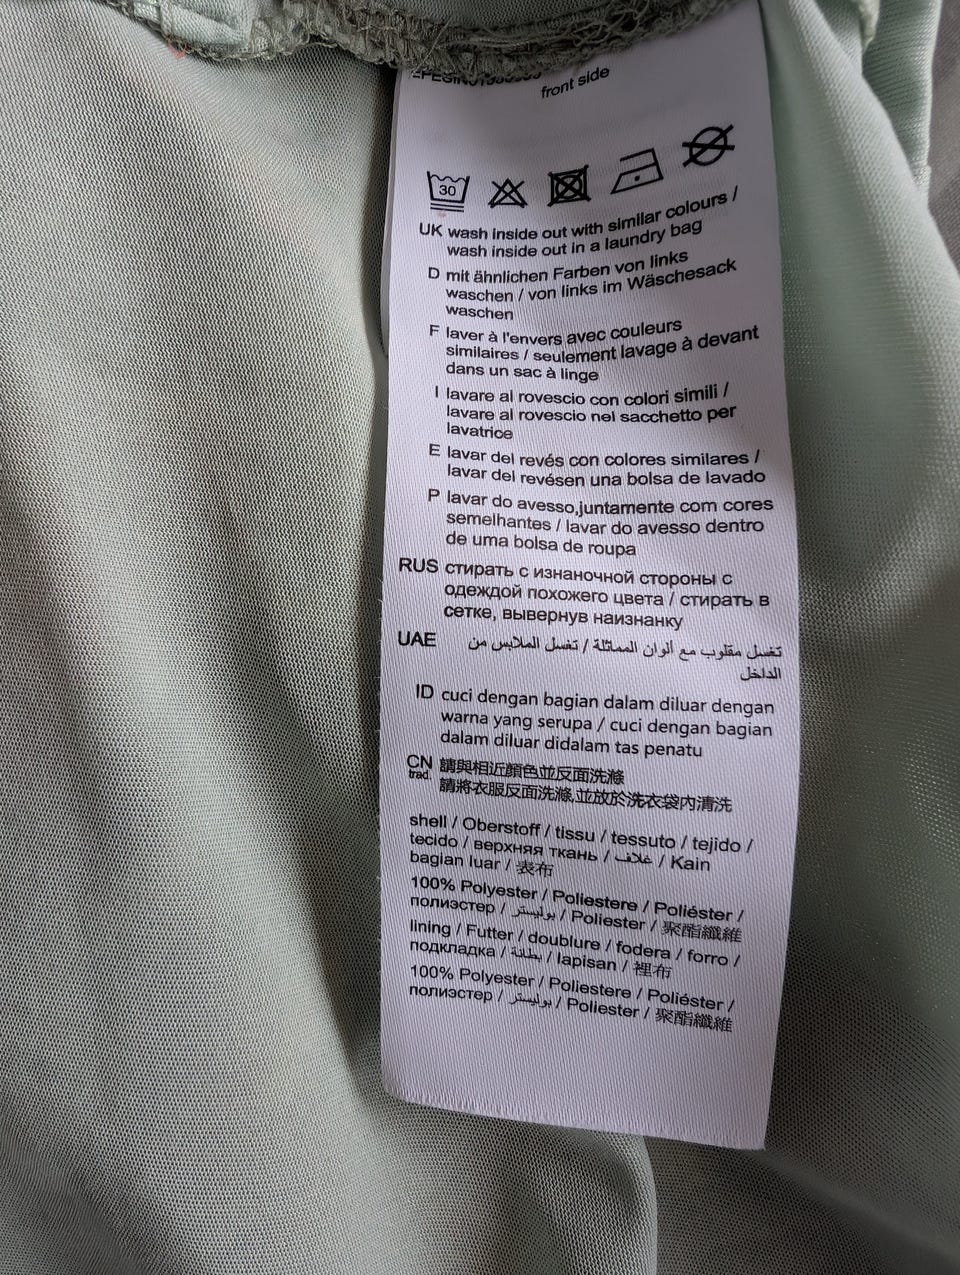 front side
30
UK wash inside out with similar colours /
wash inside out in a laundry bag
D mit ähnlichen Farben von links
waschen / von links im Wäschesack
waschen
F laver à l'envers avec couleurs
similaires / seulement lavage à devant
dans un sac à linge
I lavare al rovescio con colori simili /
lavare al rovescio nel sacchetto per
lavatrice
E lavar del revés con colores similares /
lavar del revésen una bolsa de lavado
P lavar do avesso,juntamente com cores
semelhantes / lavar do avesso dentro
de uma bolsa de roupa
RUS стирать с изнаночной стороны с
одеждой похожего цвета / стирать в
сетке, вывернув наизнанку
UAE تغسل مقلوب مع ألوان المماثلة / تغسل الملابس من
الداخل
ID cuci dengan bagian dalam diluar dengan
warna yang serupa / cuci dengan bagian
dalam diluar didalam tas penatu
CN trad. 請與相近顏色並反面洗滌
請將衣服反面洗滌,並放於洗衣袋內清洗
shell / Oberstoff / tissu / tessuto / tejido /
tecido / верхняя ткань / غلاف / Kain
bagian luar / 表布
100% Polyester / Poliestere / Poliéster /
полиэстер / بوليستر / Poliester / 聚酯纖維
lining / Futter / doublure / fodera / forro /
подкладка / بطانة / lapisan / 裡布
100% Polyester / Poliestere / Poliéster /
полиэстер / بوليستر / Poliester / 聚酯纖維